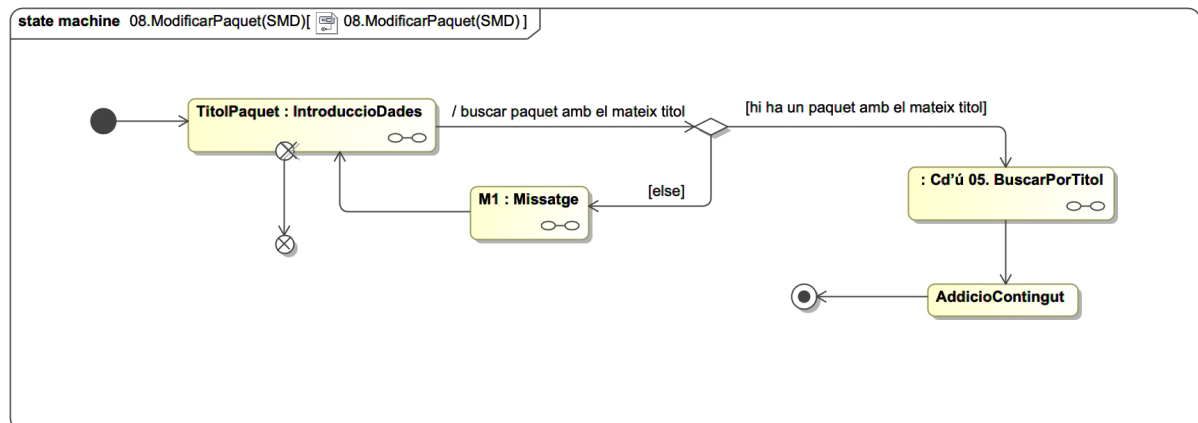 state machine 08.ModificarPaquet(SMD)[ 08.ModificarPaquet(SMD) ]
TitolPaquet : IntroduccioDades
/ buscar paquet amb el mateix titol
[hi ha un paquet amb el mateix titol]
: Cd'ú 05. BuscarPorTitol
M1 : Missatge
[else]
AddicioContingut